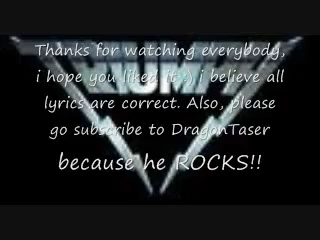 Thanks for watching everybody,
i hope you liked it :) i believe all
lyrics are correct. Also, please
go subscribe to DragonTaser
because he ROCKS!!